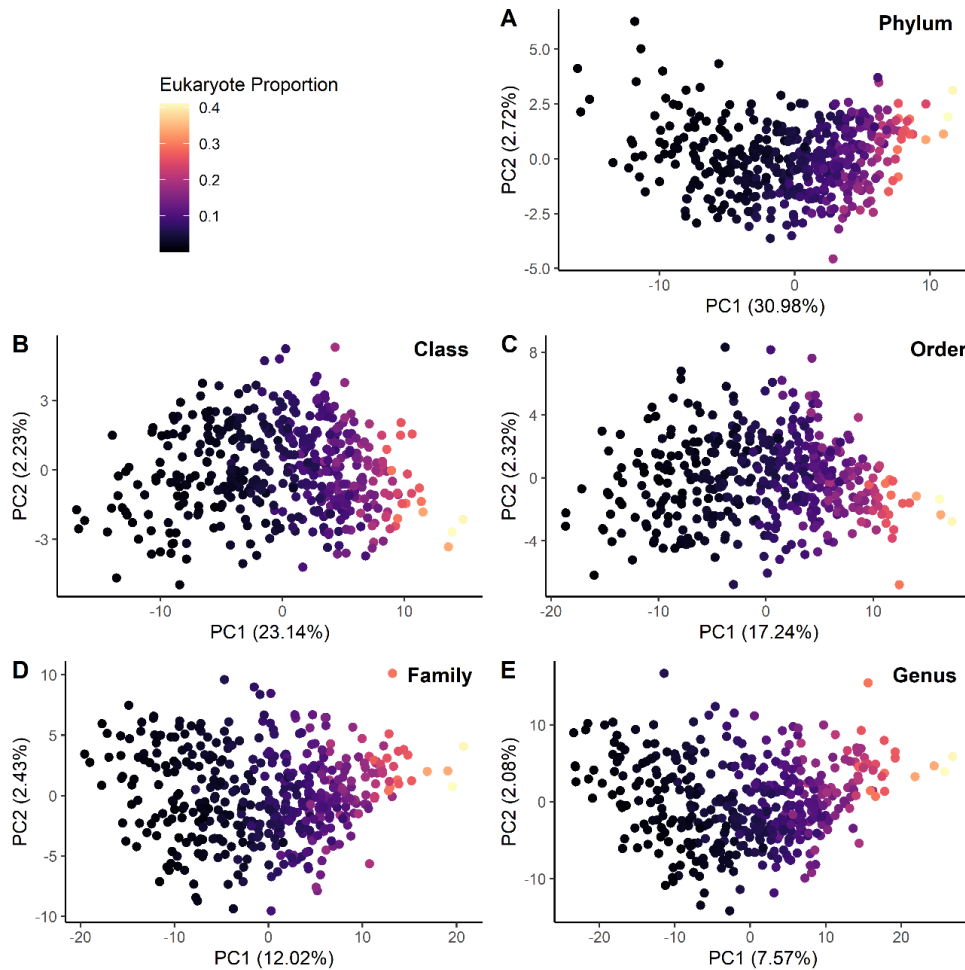 A Phylum
Eukaryote Proportion
0.4
0.3
0.2
0.1
5.0
2.5
0.0
-2.5
-5.0
PC2 (2.72%)
-10 0 10
PC1 (30.98%)
B Class
3
0
-3
PC2 (2.23%)
-10 0 10
PC1 (23.14%)
C Order
8
4
0
-4
PC2 (2.32%)
-20 -10 0 10
PC1 (17.24%)
D Family
10
5
0
-5
-10
PC2 (2.43%)
-20 -10 0 10 20
PC1 (12.02%)
E Genus
10
0
-10
PC2 (2.08%)
-20 -10 0 10 20
PC1 (7.57%)